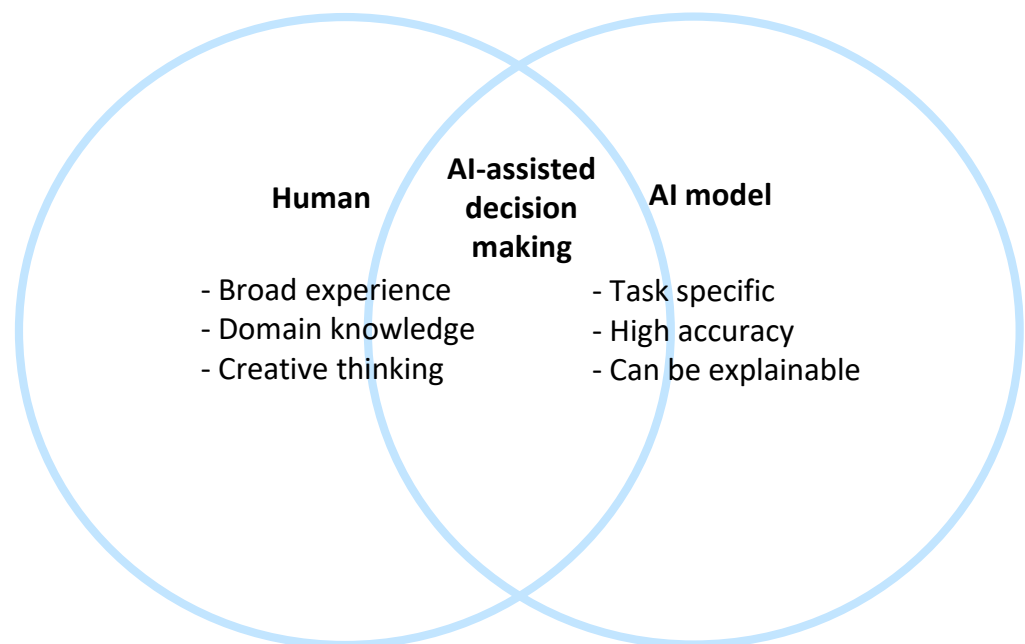 Human
- Broad experience
- Domain knowledge
- Creative thinking
AI-assisted
decision
making
AI model
- Task specific
- High accuracy
- Can be explainable